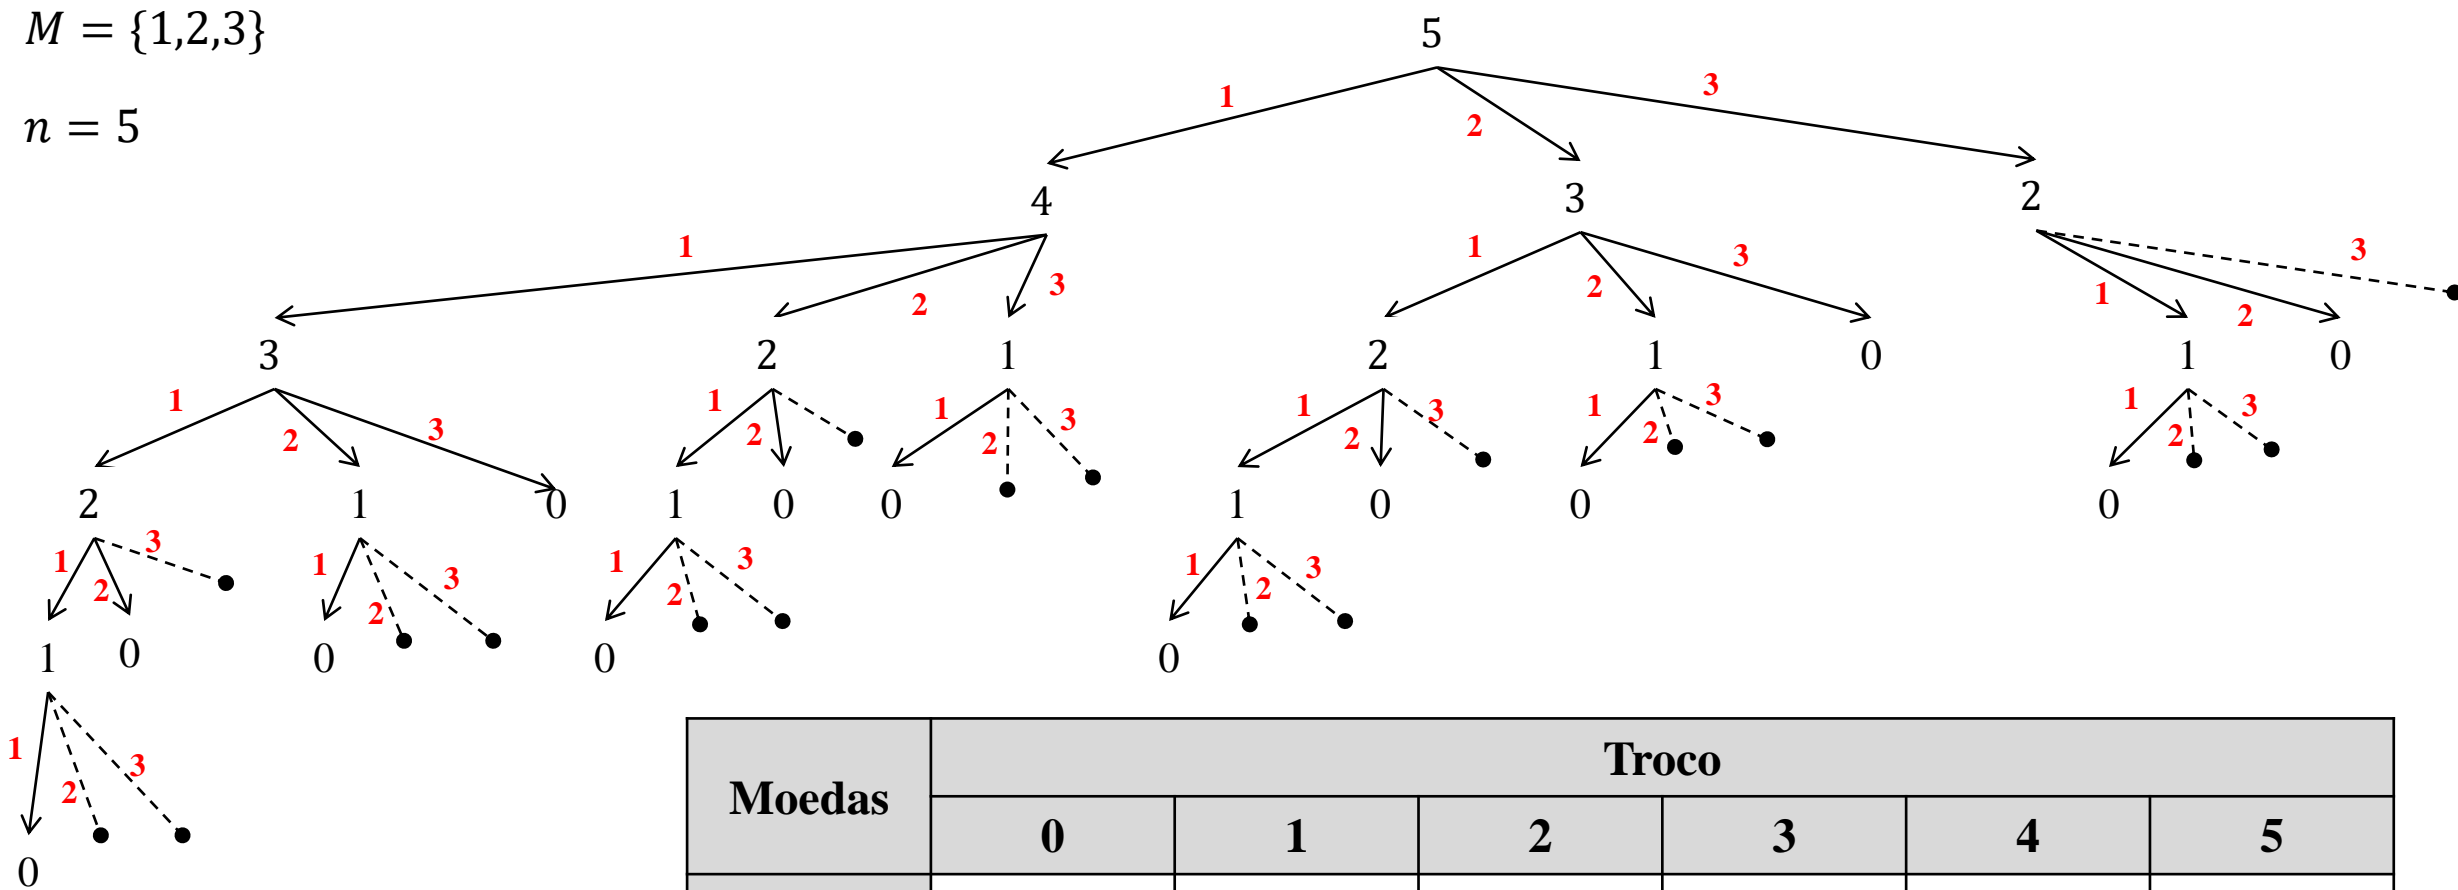 M = {1,2,3}
5
n = 5
1 2 3
4 3 2
1 2 3 1 2 3 1 2 3
3 2 1 2 1 0 1 0
1 2 3 1 2 1 2 3 1 2 3 1 2 3 1 2 3
2 1 0 1 0 0 1 0 0 0
1 2 3 1 2 3 1 2 3 1 2 3
1 0 0 0 0
1 2 3
0
Moedas
Troco
0 1 2 3 4 5